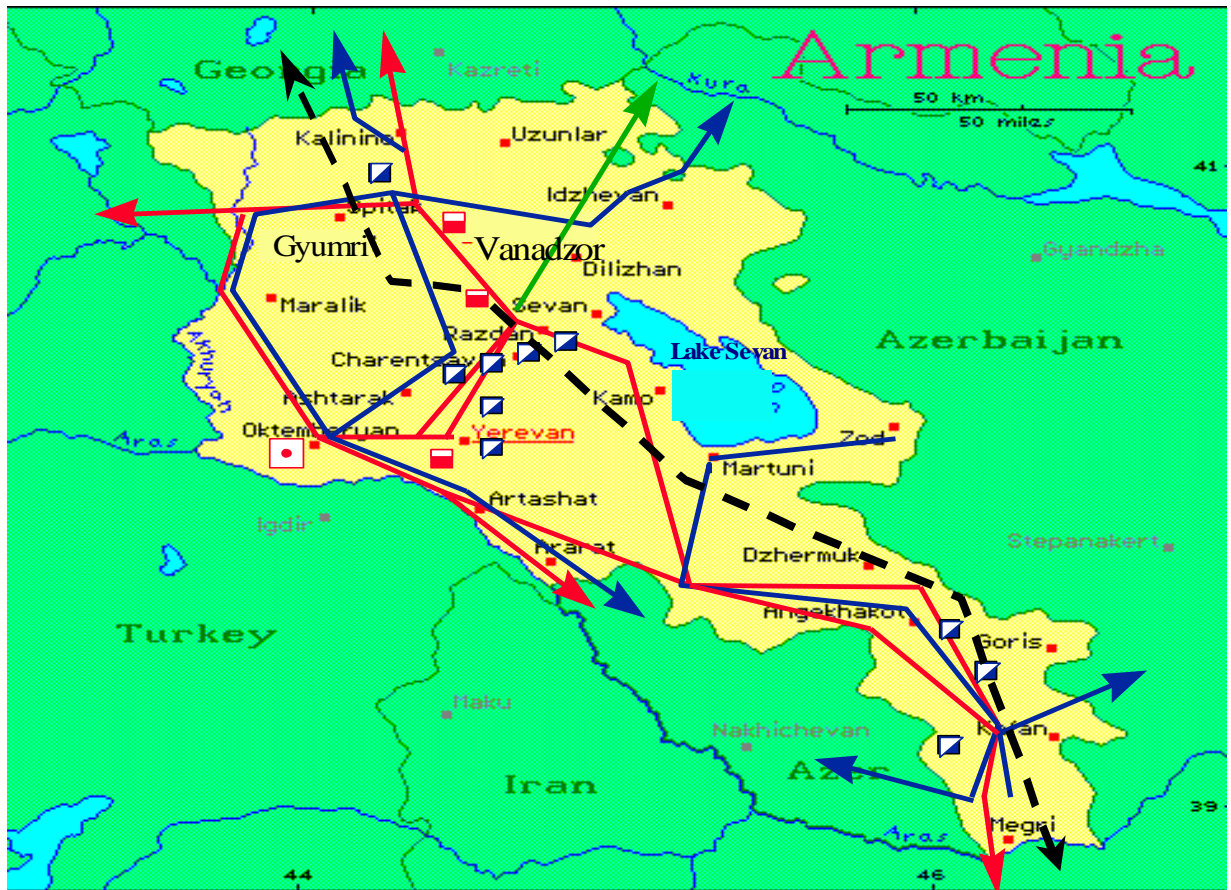 Armenia
Georgia
Kazreti
Kura
50 km
50 miles
Kalinino
Uzunlar
41
Idzhevan
Spitak
Gyumri
Vanadzor
Gyandzha
Dilizhan
Maralik
Sevan
Akhuryan
Razdan
Azerbaijan
Charentsavan
Lake Sevan
Ashtarak
Kamo
Aras
Oktemberyan
Yerevan
Zod
Martuni
Artashat
Igdir
Ararat
Dzhermuk
Stepanakert
Angekhakot
Turkey
Goris
Maku
Nakhichevan
Kafan
Azer
Iran
39
Megri
Aras
44
46